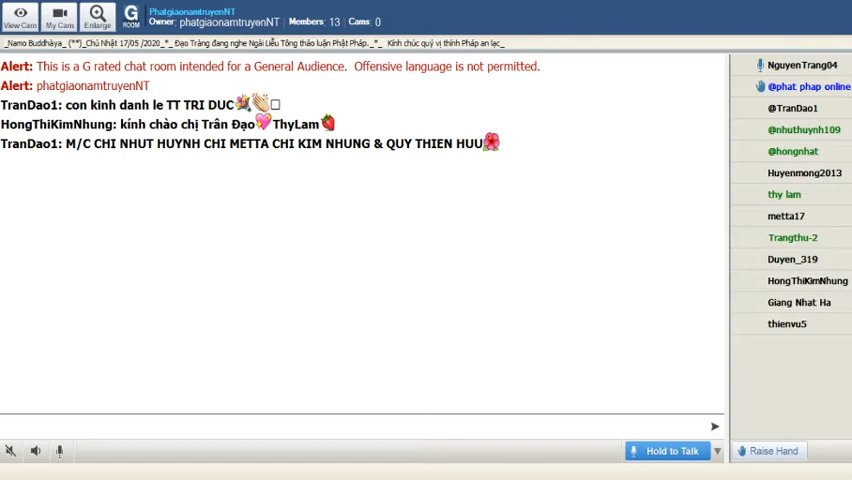 View Cam
My Cam
Enlarge
G
ROOM
PhatgiaonamtruyenNT
Owner: phatgiaonamtruyenNT
Members: 13
Cams: 0
_Namo Buddhàya_ (**)_Chủ Nhật 17/05 /2020_*_ Đạo Tràng đang nghe Ngài Liễu Tông thảo luận Phật Pháp._*_ Kính chúc quý vị thính Pháp an lạc_
Alert: This is a G rated chat room intended for a General Audience. Offensive language is not permitted.
Alert: phatgiaonamtruyenNT
TranDao1: con kinh danh le TT TRI DUC
HongThiKimNhung: kính chào chị Trân Đạo ThyLam
TranDao1: M/C CHI NHUT HUYNH CHI METTA CHI KIM NHUNG & QUY THIEN HUU
NguyenTrang04
@phat phap online
@TranDao1
@nhuthuynh109
@hongnhat
Huyenmong2013
thy lam
metta17
Trangthu-2
Duyen_319
HongThiKimNhung
Giang Nhat Ha
thienvu5
Hold to Talk
Raise Hand